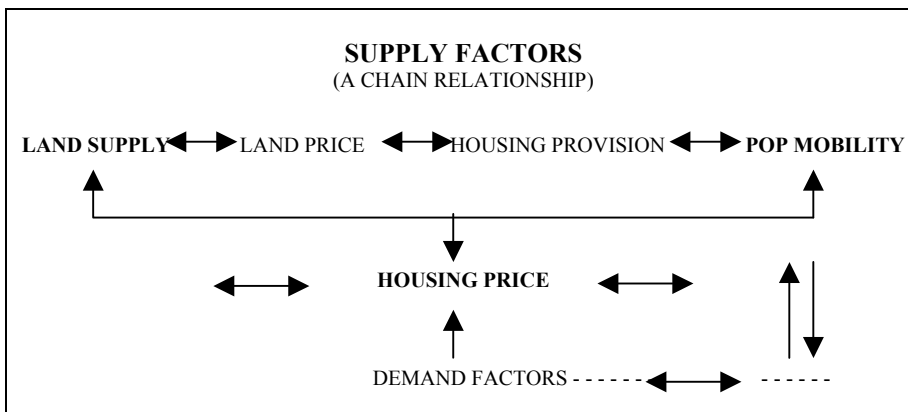 SUPPLY FACTORS
(A CHAIN RELATIONSHIP)
LAND SUPPLY LAND PRICE HOUSING PROVISION POP MOBILITY
HOUSING PRICE
DEMAND FACTORS